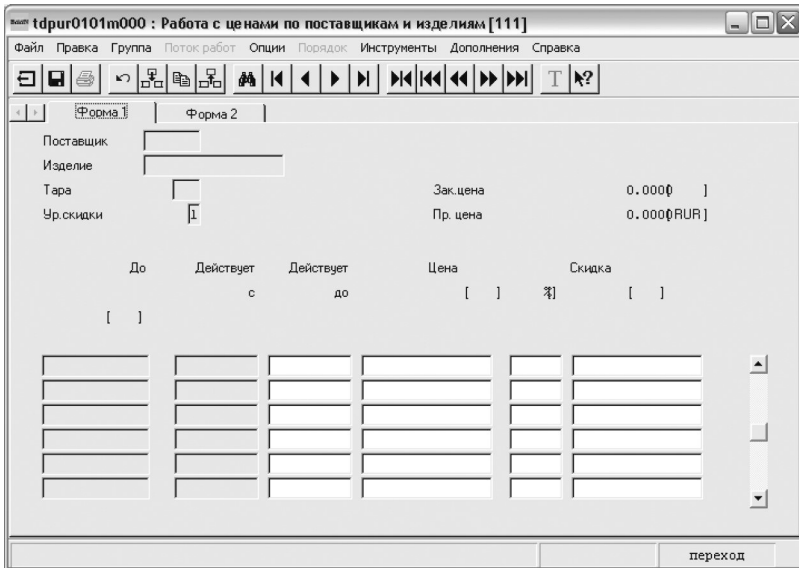 tdpur0101m000 : Работа с ценами по поставщикам и изделиям [111]
Файл Правка Группа Поток работ Опции Порядок Инструменты Дополнения Справка
Форма 1 Форма 2
Поставщик
Изделие
Тара Зак.цена 0.0000 ]
Ур.скидки 1 Пр. цена 0.0000 RUR ]
До Действует Действует Цена Скидка
с до [ ] %] [ ]
[ ]
переход